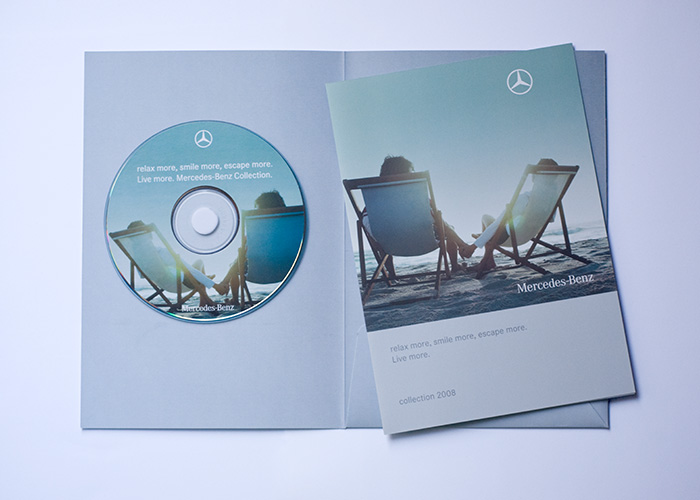 relax more, smile more, escape more.
Live more. Mercedes-Benz Collection.
Mercedes-Benz
Mercedes-Benz
relax more, smile more, escape more.
Live more.
collection 2008